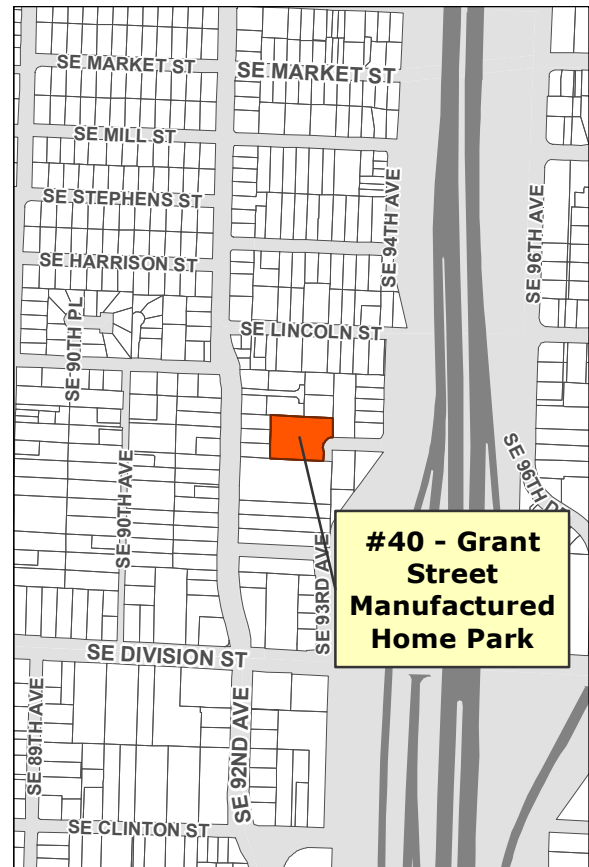 SE MARKET ST
SE MARKET ST
SE MILL ST
SE STEPHENS ST
SE 94TH AVE
SE 96TH AVE
SE HARRISON ST
SE 90TH PL
SE LINCOLN ST
SE 90TH AVE
SE 96TH D
#40 - Grant
Street
Manufactured
Home Park
SE 93RD AVE
SE DIVISION ST
SE 89TH AVE
SE 92ND AVE
SE CLINTON ST